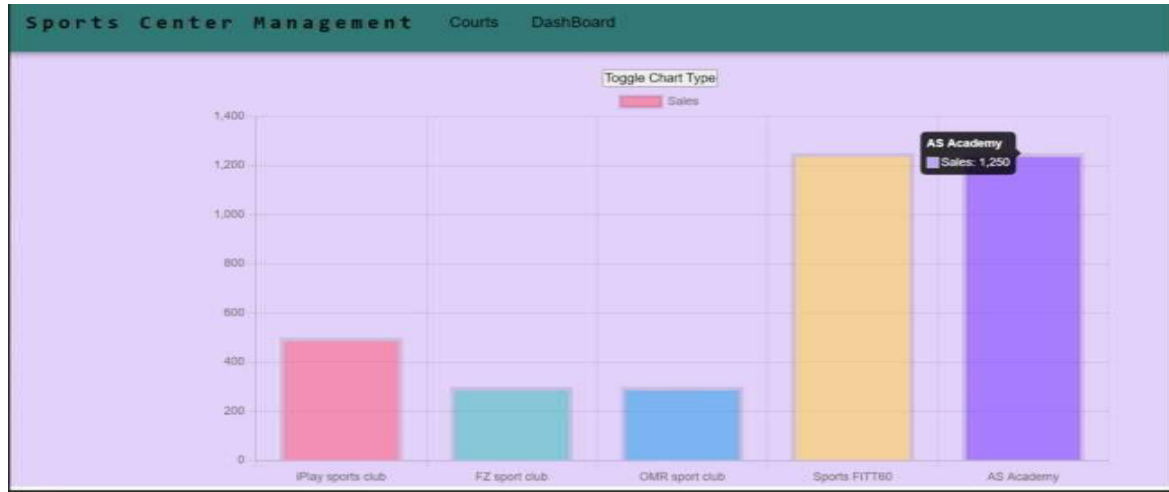 Sports Center Management Courts DashBoard
Toggle Chart Type
Sales
1,400
1,200
1,000
800
600
400
200
0
AS Academy
Sales: 1,250
iPlay sports club FZ sport club OMR sport club Sports FITT60 AS Academy